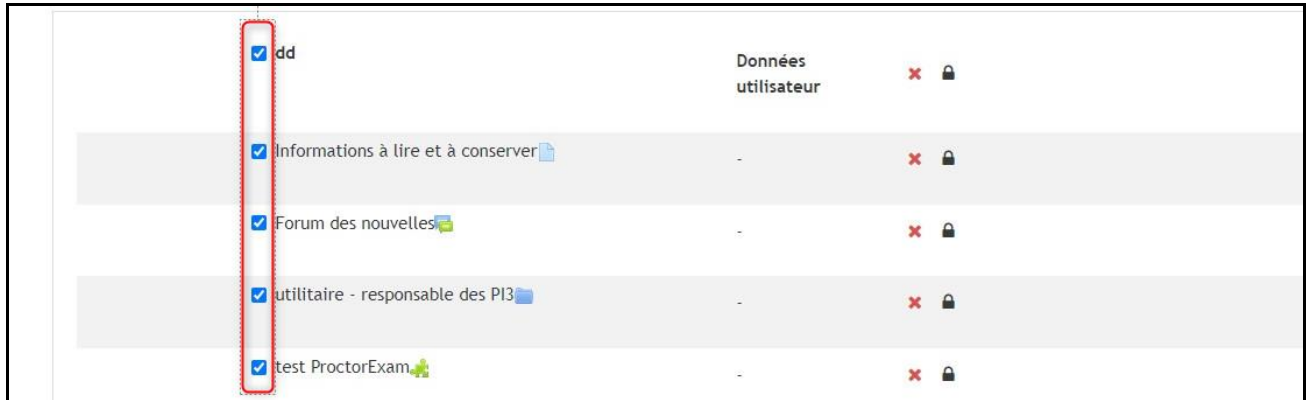 dd
Données
utilisateur
Informations à lire et à conserver
-
Forum des nouvelles
-
utilitaire - responsable des PI3
-
test ProctorExam
-